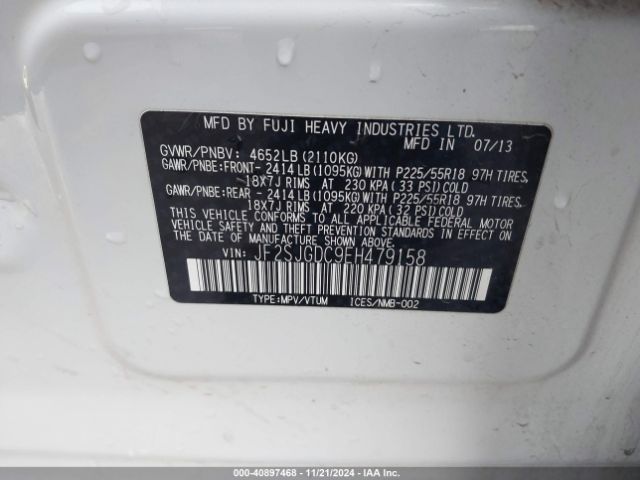 MFD BY FUJI HEAVY INDUSTRIES LTD.
MFD IN 07/13
GVWR/PNBV: 4652LB (2110KG)
GAWR/PNBE:FRONT- 2414 LB (1095KG) WITH P225/55R18 97H TIRES,
18X7J RIMS AT 230 KPA (33 PSI) COLD
GAWR/PNBE:REAR - 2414 LB (1095KG) WITH P225/55R18 97H TIRES,
18X7J RIMS AT 220 KPA (32 PSI) COLD
THIS VEHICLE CONFORMS TO ALL APPLICABLE FEDERAL MOTOR
VEHICLE SAFETY AND THEFT PREVENTION STANDARDS IN EFFECT
ON THE DATE OF MANUFACTURE SHOWN ABOVE.
VIN: JF2SJGDC9EH479158
TYPE:MPV/VTUM ICES/NMB-002
000-40897468 - 11/21/2024 - IAA Inc.